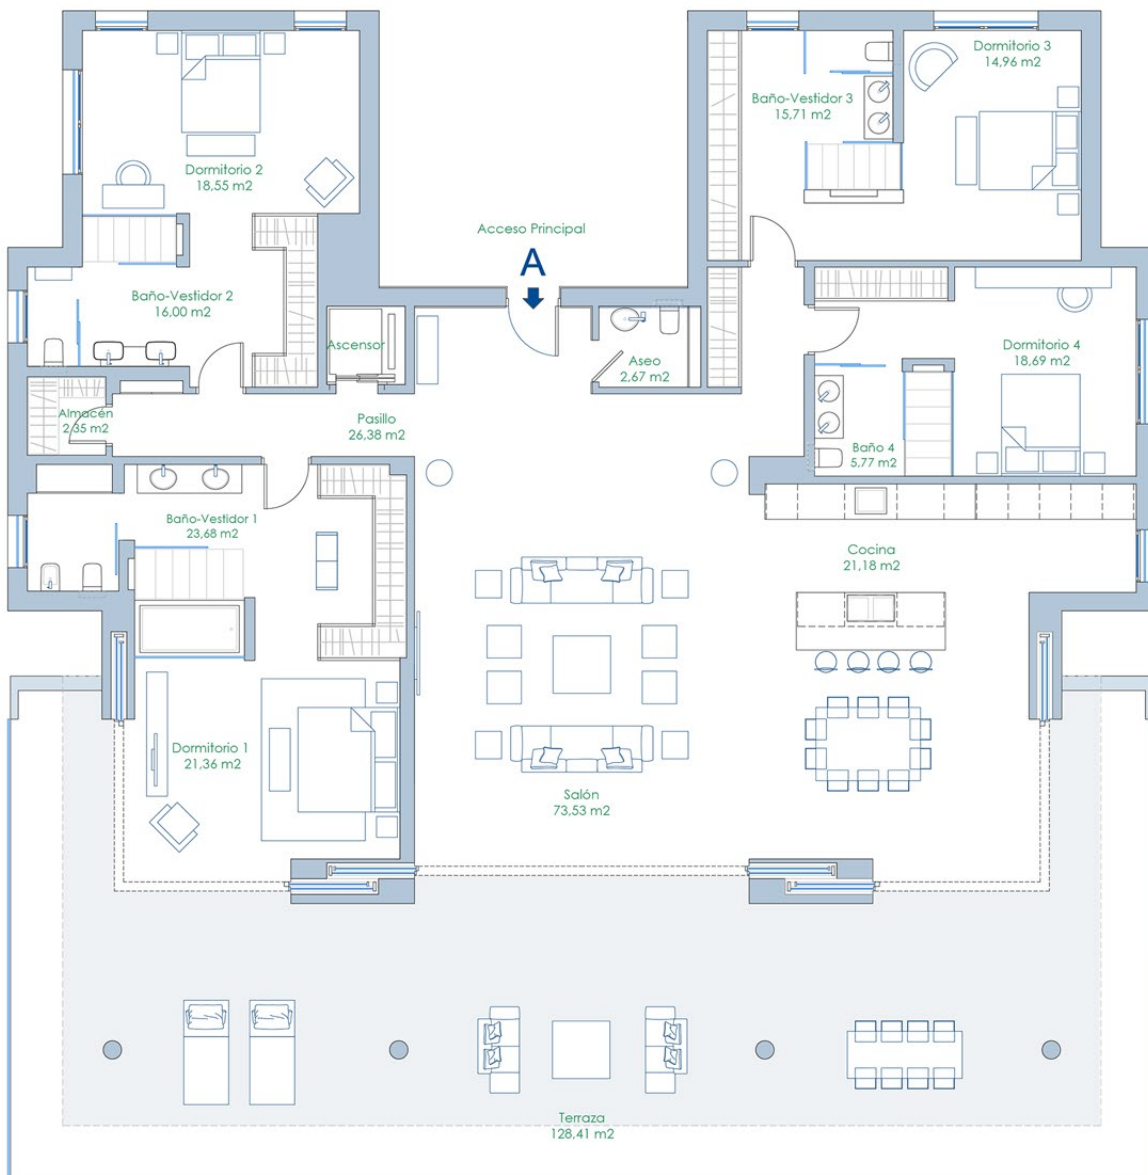 Dormitorio 3
14,96 m2
Baño-Vestidor 3
15,71 m2
Dormitorio 2
18,55 m2
Acceso Principal
A
Baño-Vestidor 2
16,00 m2
Ascensor
Aseo
2,67 m2
Dormitorio 4
18,69 m2
Almacén
2,35 m2
Pasillo
26,38 m2
Baño 4
5,77 m2
Baño-Vestidor 1
23,68 m2
Cocina
21,18 m2
Dormitorio 1
21,36 m2
Salón
73,53 m2
Terraza
128,41 m2